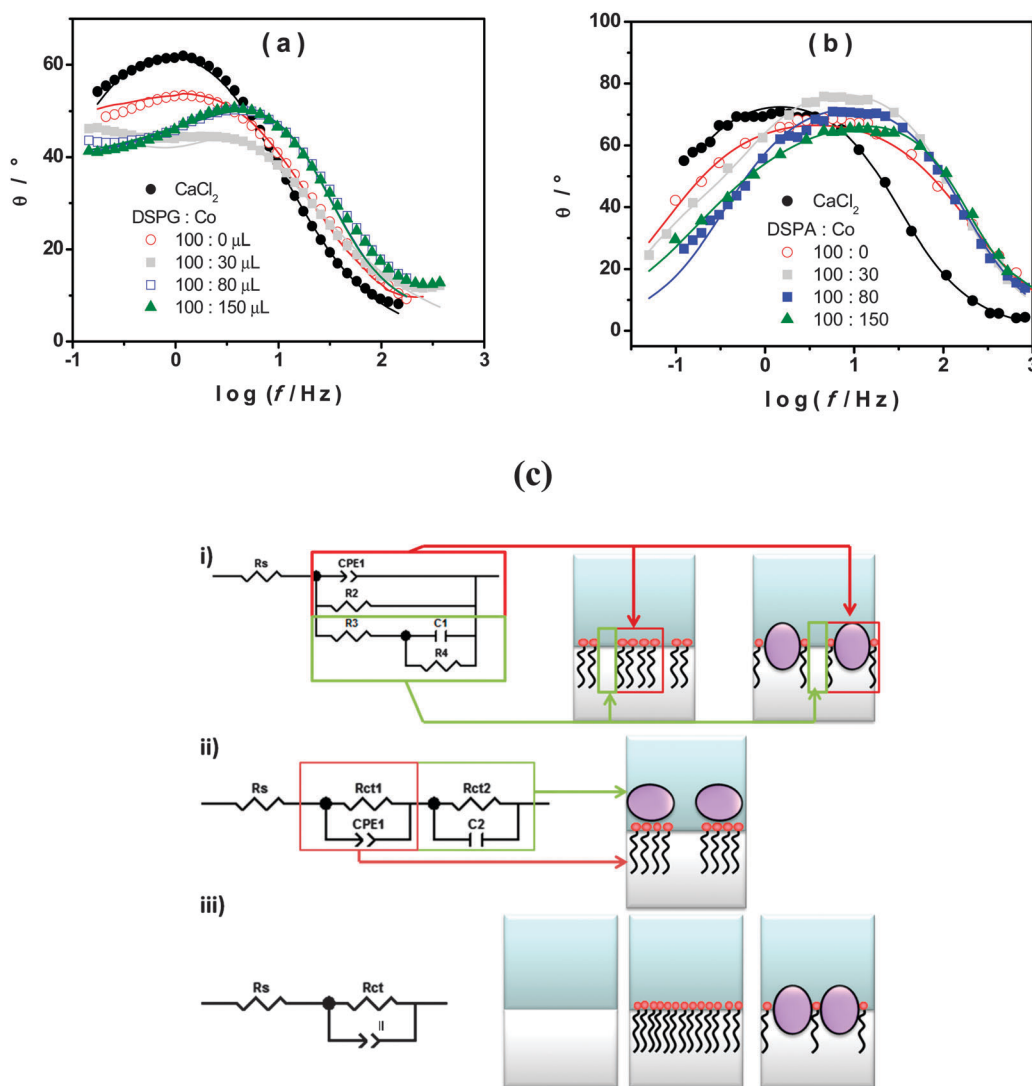 (a)
60
40
20
0
θ / °
CaCl₂
DSPG : Co
100 : 0 µL
100 : 30 µL
100 : 80 µL
100 : 150 µL
-1 0 1 2 3
log (f / Hz)
(b)
100
80
60
40
20
0
θ / °
CaCl₂
DSPA : Co
100 : 0
100 : 30
100 : 80
100 : 150
-1 0 1 2 3
log (f / Hz)
(c)
i)
Rs
CPE1
R2
R3
C1
R4
ii)
Rs
Rct1
CPE1
Rct2
C2
iii)
Rs
Rct
II